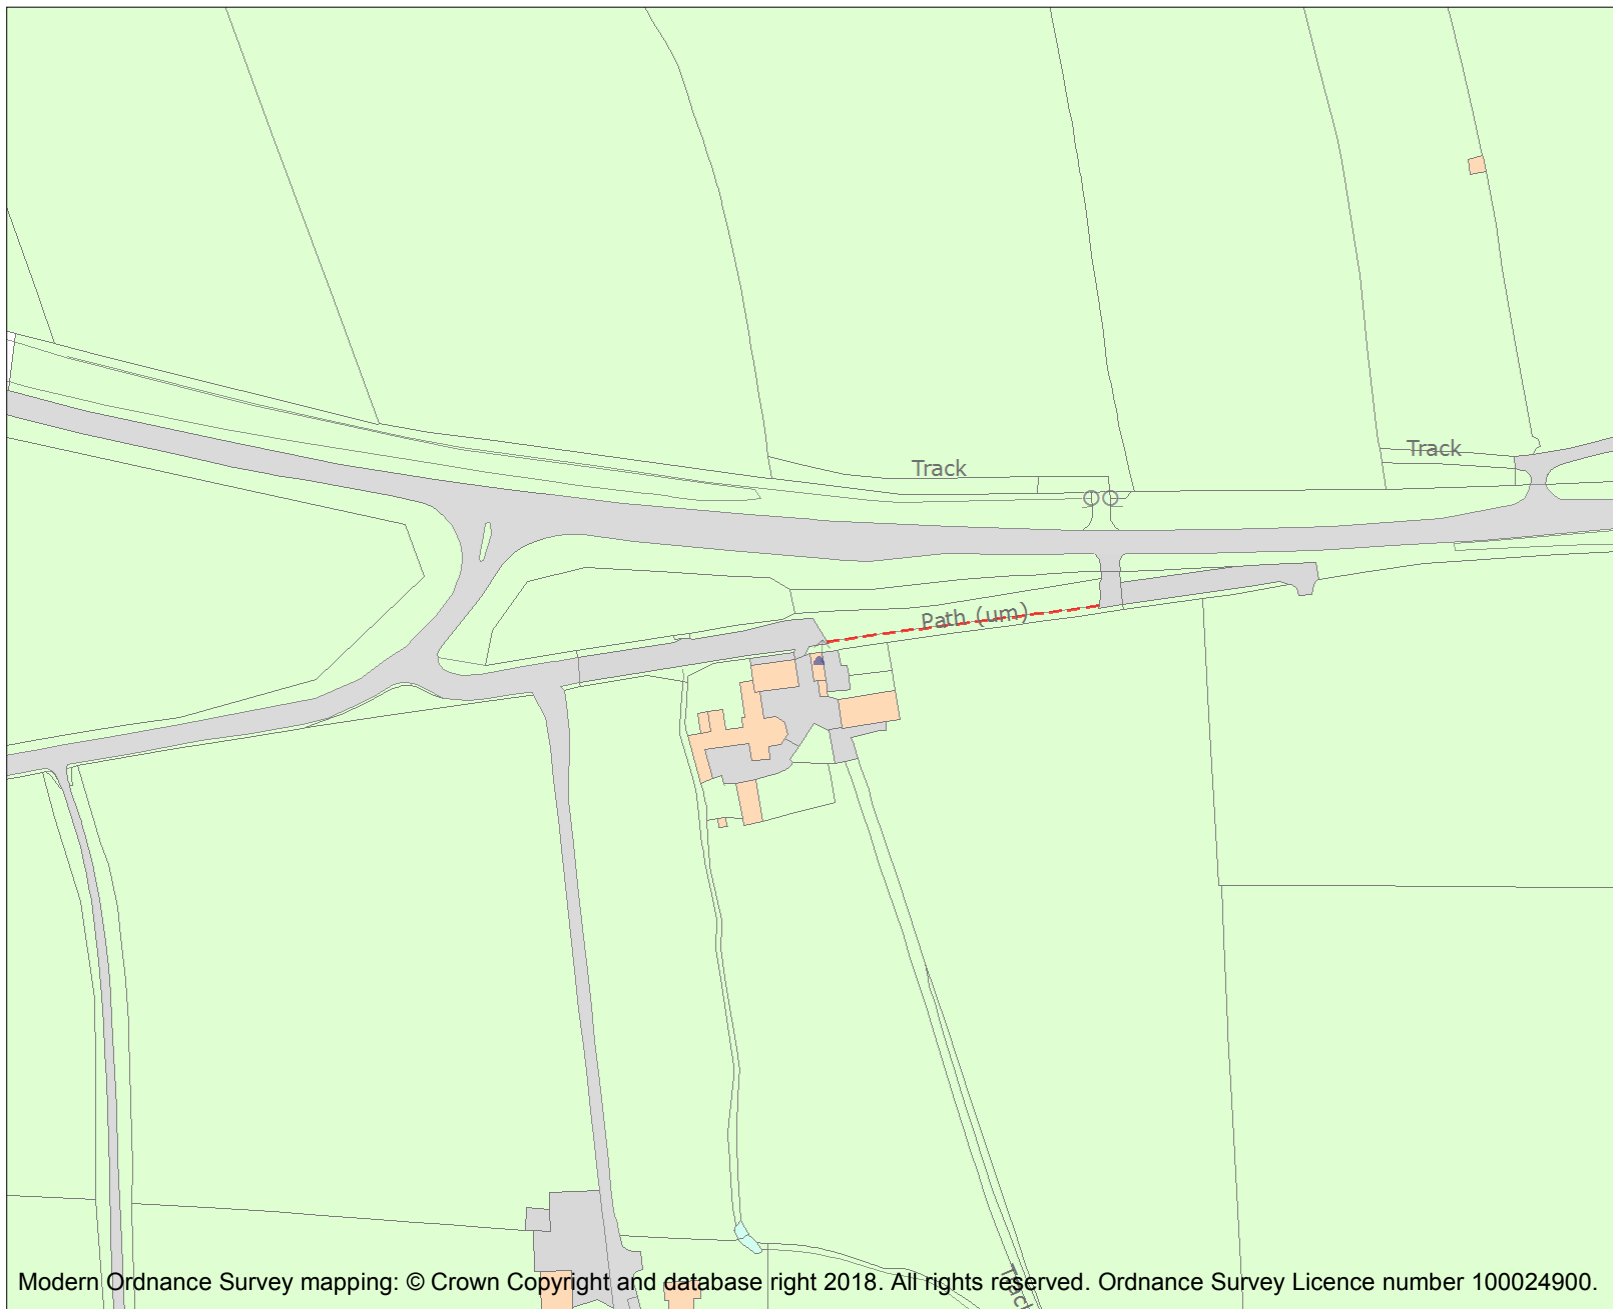 Track
Track
Path (um)
Track
Modern Ordnance Survey mapping: © Crown Copyright and database right 2018. All rights reserved. Ordnance Survey Licence number 100024900.